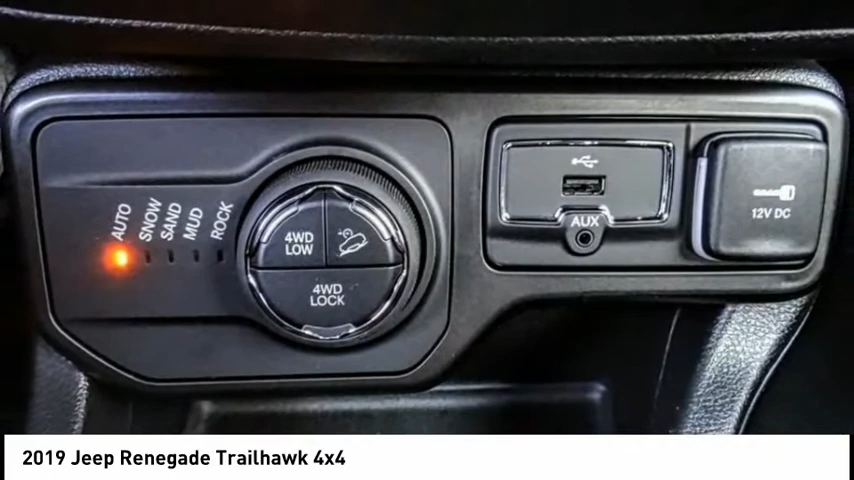 AUTO
SNOW
SAND
MUD
ROCK
4WD
LOW
4WD
LOCK
AUX
12V DC
2019 Jeep Renegade Trailhawk 4x4